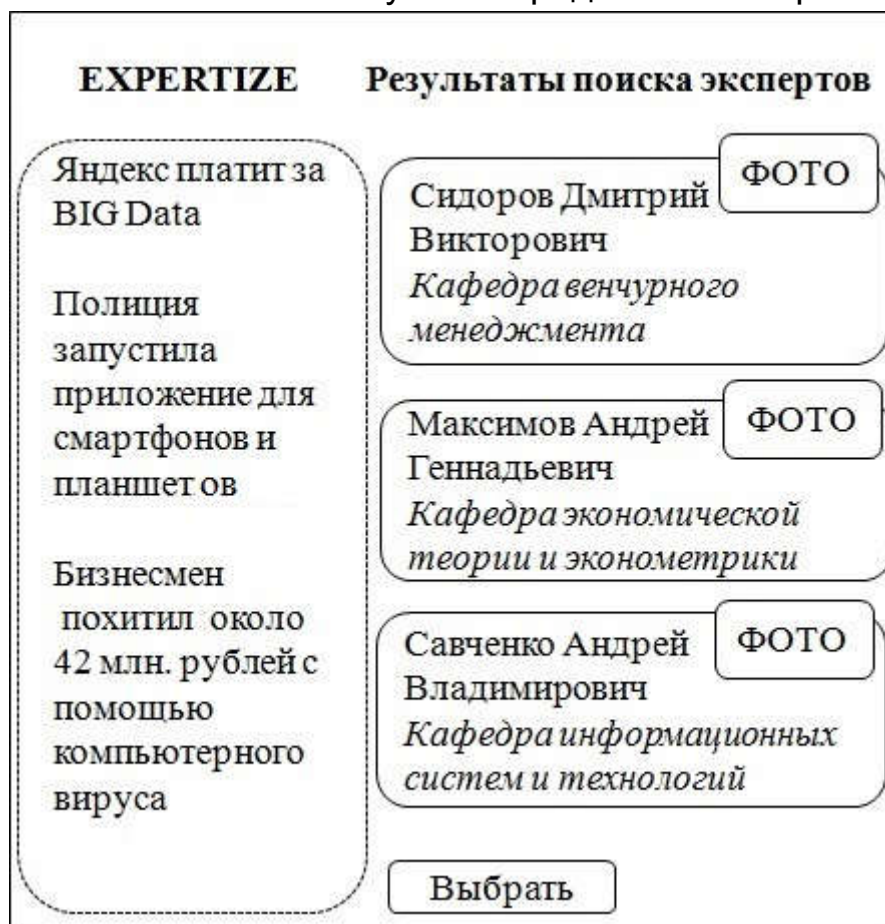 EXPERTIZE
Результаты поиска экспертов
Яндекс платит за
BIG Data
Полиция
запустила
приложение для
смартфонов и
планшет ов
Бизнесмен
похитил около
42 млн. рублей с
помощью
компьютерного
вируса
ФОТО
Сидоров Дмитрий
Викторович
Кафедра венчурного
менеджмента
ФОТО
Максимов Андрей
Геннадьевич
Кафедра экономической
теории и эконометрики
ФОТО
Савченко Андрей
Владимирович
Кафедра информационных
систем и технологий
Выбрать